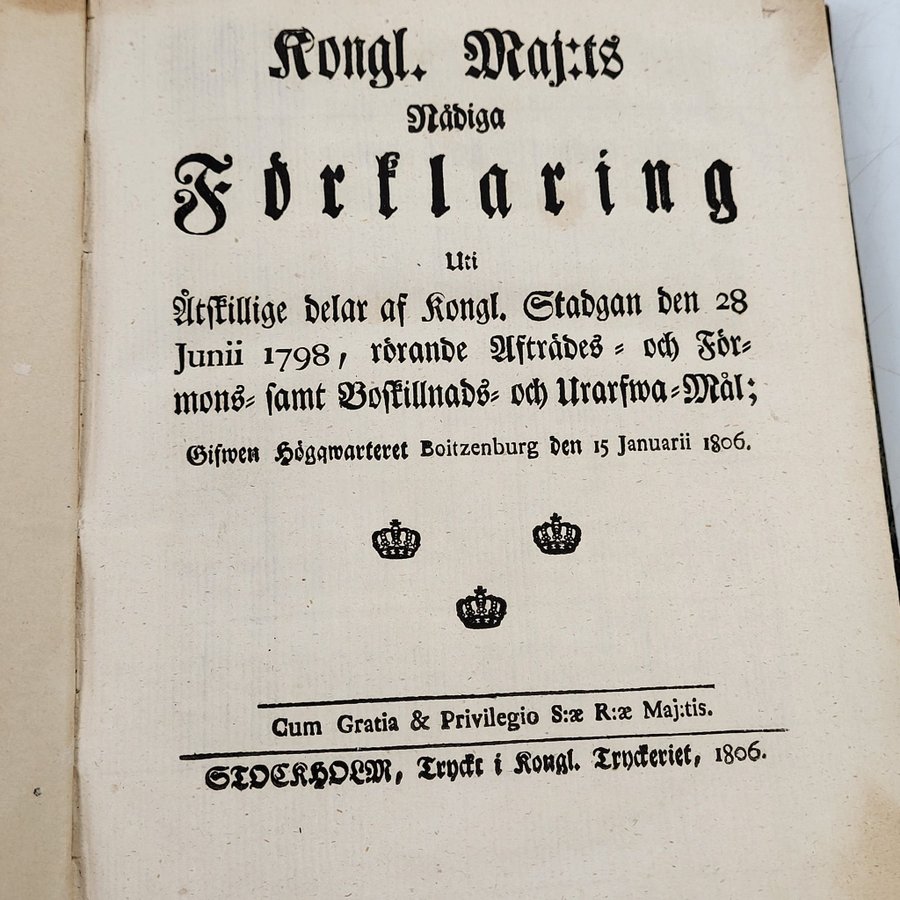 Kongl. Maj:ts
Nådiga
Förklaring
Uti
Åtſkillige delar af Kongl. Stadgan den 28
Junii 1798, rörande Afträdes- och För-
mons- ſamt Boſkillnads- och Urarfwa-Mål;
Gifwen Högqwarteret Boitzenburg den 15 Januarii 1806.
Cum Gratia & Privilegio S:æ R:æ Maj:tis.
STOCKHOLM, Tryckt i Kongl. Tryckeriet, 1806.